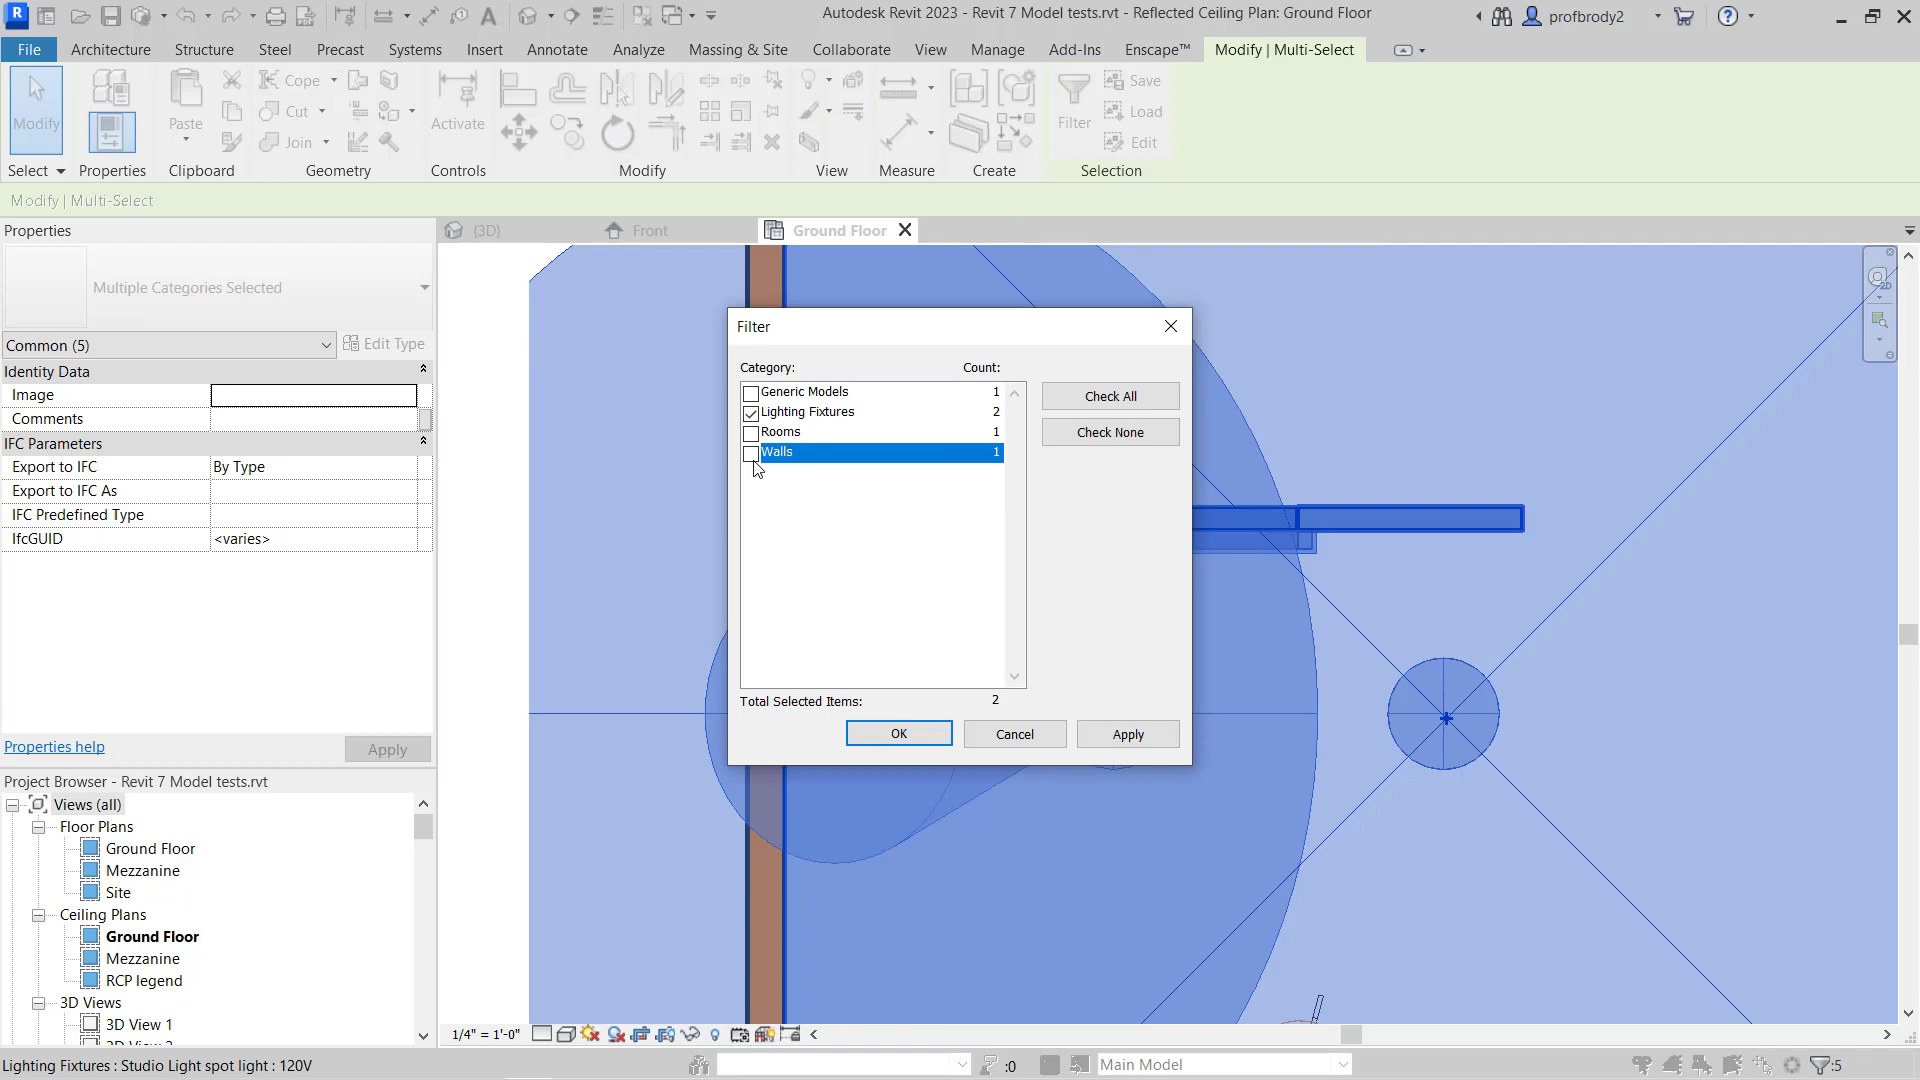 Autodesk Revit 2023 - Revit 7 Model tests.rvt - Reflected Ceiling Plan: Ground Floor
profbrody2
File Architecture Structure Steel Precast Systems Insert Annotate Analyze Massing & Site Collaborate View Manage Add-Ins Enscape™ Modify | Multi-Select
Modify
Paste
Cope
Cut
Join
Activate
Filter
Save
Load
Edit
Select Properties Clipboard Geometry Controls Modify View Measure Create Selection
Modify | Multi-Select
Properties
{3D} Front Ground Floor
Multiple Categories Selected
Common (5) Edit Type
Identity Data
Image
Comments
IFC Parameters
Export to IFC By Type
Export to IFC As
IFC Predefined Type
IfcGUID <varies>
Properties help Apply
Project Browser - Revit 7 Model tests.rvt
Views (all)
Floor Plans
Ground Floor
Mezzanine
Site
Ceiling Plans
Ground Floor
Mezzanine
RCP legend
3D Views
3D View 1
Filter
Category: Count:
Generic Models 1
Lighting Fixtures 2
Rooms 1
Walls 1
Check All
Check None
Total Selected Items: 2
OK Cancel Apply
2D
1/4" = 1'-0"
Lighting Fixtures : Studio Light spot light : 120V
:0
Main Model
:5